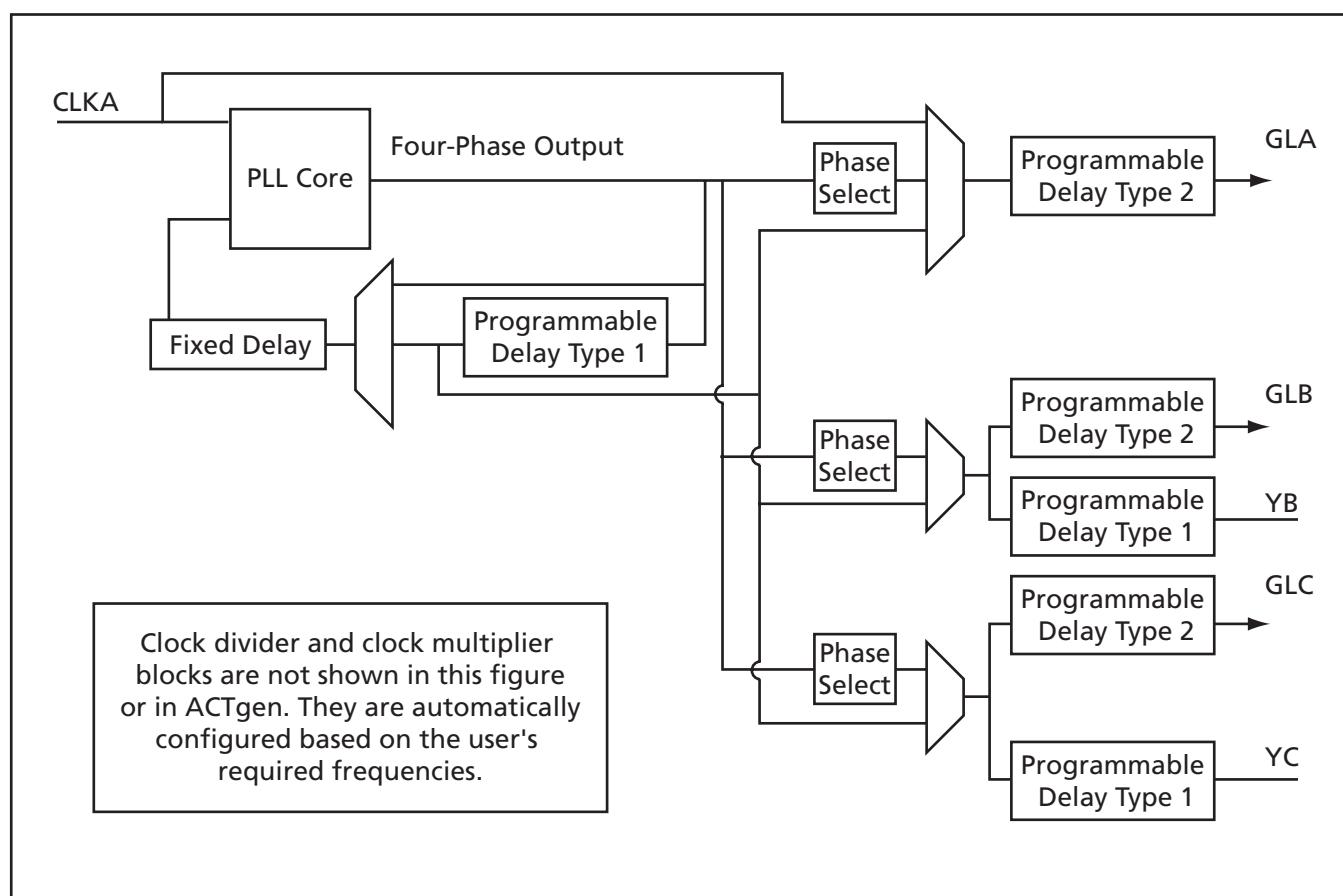 CLKA
PLL Core
Four-Phase Output
Phase
Select
Programmable
Delay Type 2
GLA
Fixed Delay
Programmable
Delay Type 1
Phase
Select
Programmable
Delay Type 2
GLB
Programmable
Delay Type 1
YB
Phase
Select
Programmable
Delay Type 2
GLC
Programmable
Delay Type 1
YC
Clock divider and clock multiplier
blocks are not shown in this figure
or in ACTgen. They are automatically
configured based on the user's
required frequencies.